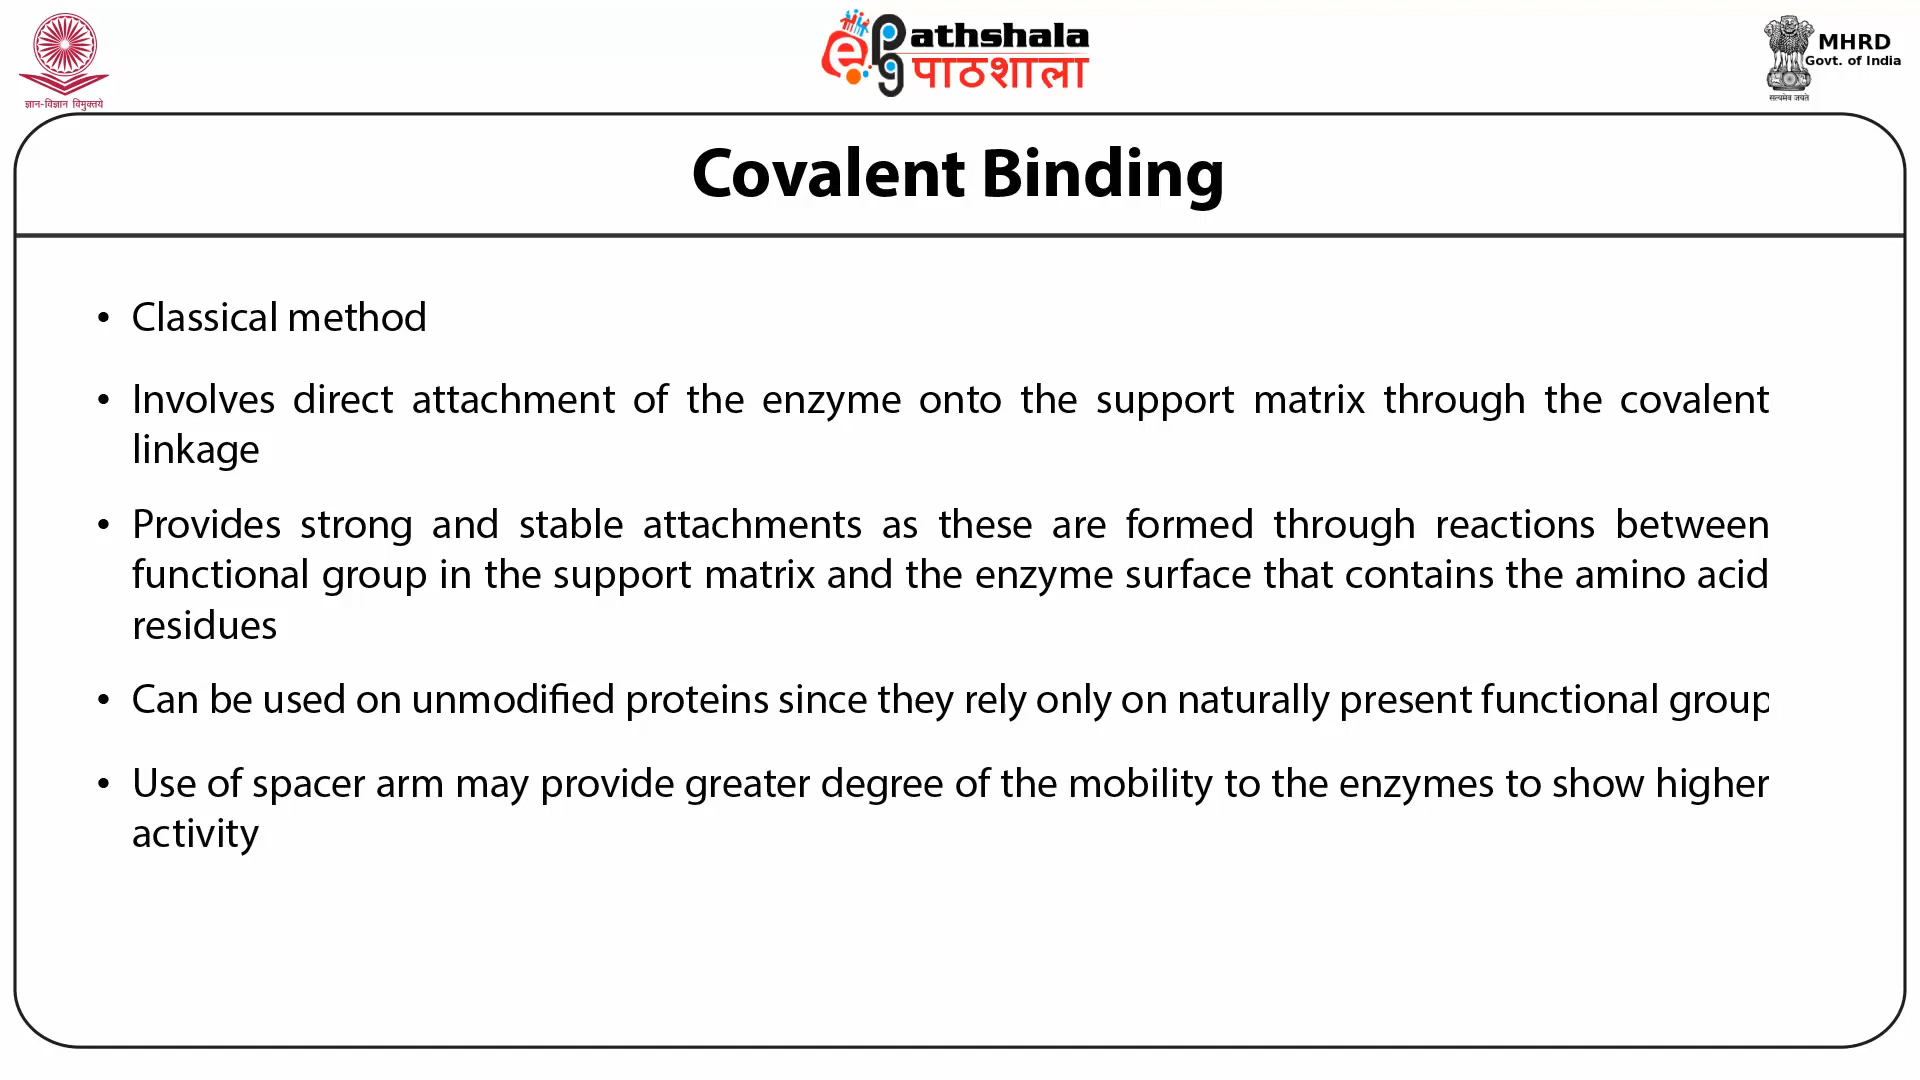 ज्ञान-विज्ञान विमुक्तये
ePathshala
पाठशाला
MHRD
Govt. of India
सत्यमेव जयते
Covalent Binding
• Classical method
• Involves direct attachment of the enzyme onto the support matrix through the covalent
linkage
• Provides strong and stable attachments as these are formed through reactions between
functional group in the support matrix and the enzyme surface that contains the amino acid
residues
• Can be used on unmodified proteins since they rely only on naturally present functional group
• Use of spacer arm may provide greater degree of the mobility to the enzymes to show higher
activity